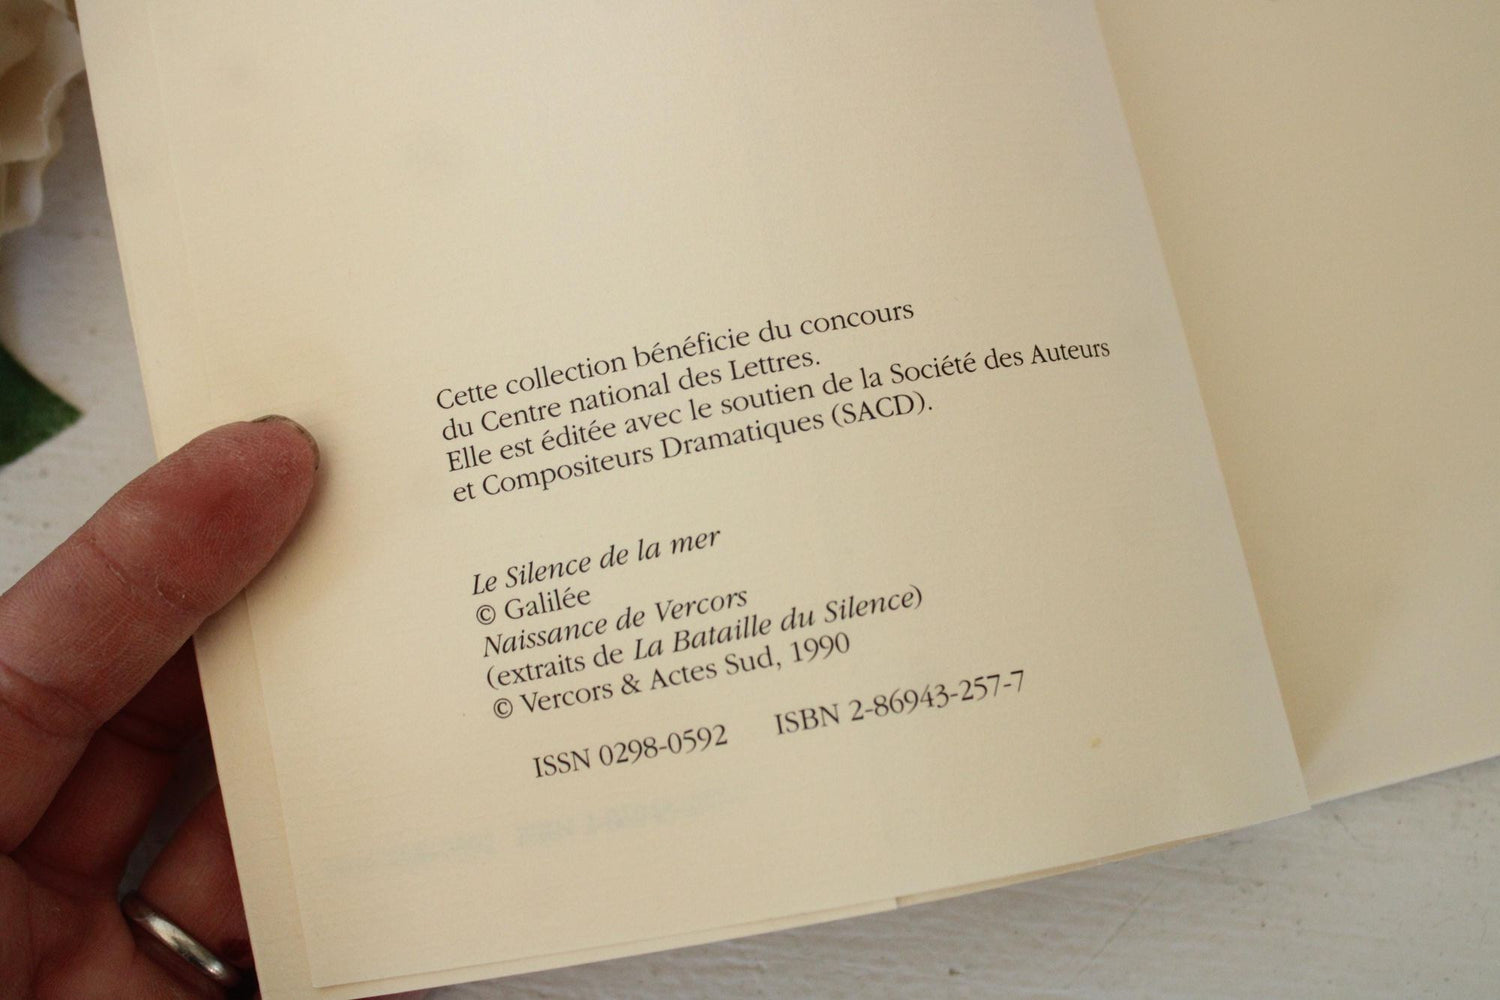 Cette collection bénéficie du concours
du Centre national des Lettres.
Elle est éditée avec le soutien de la Société des Auteurs
et Compositeurs Dramatiques (SACD).
Le Silence de la mer
© Galilée
Naissance de Vercors
(extraits de La Bataille du Silence)
© Vercors & Actes Sud, 1990
ISSN 0298-0592 ISBN 2-86943-257-7